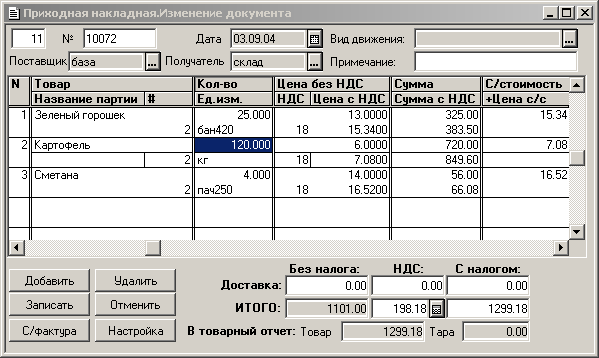 Приходная накладная.Изменение документа
11 № 10072 Дата 03.09.04 Вид движения: ...
Поставщик база ... Получатель склад ... Примечание:
N Товар Кол-во Цена без НДС Сумма С/стоимость
Название партии # Ед.изм. НДС Цена с НДС Сумма с НДС +Цена с/с
1 Зеленый горошек 25.000 13.0000 325.00 15.34
2 бан420 18 15.3400 383.50
2 Картофель 120.000 6.0000 720.00 7.08
2 кг 18 7.0800 849.60
3 Сметана 4.000 14.0000 56.00 16.52
2 пач250 18 16.5200 66.08
Без налога: НДС: С налогом:
Добавить Удалить Доставка: 0.00 0.00 0.00
Записать Отменить ИТОГО: 1101.00 198.18 1299.18
С/фактура Настройка В товарный отчет: Товар 1299.18 Тара 0.00